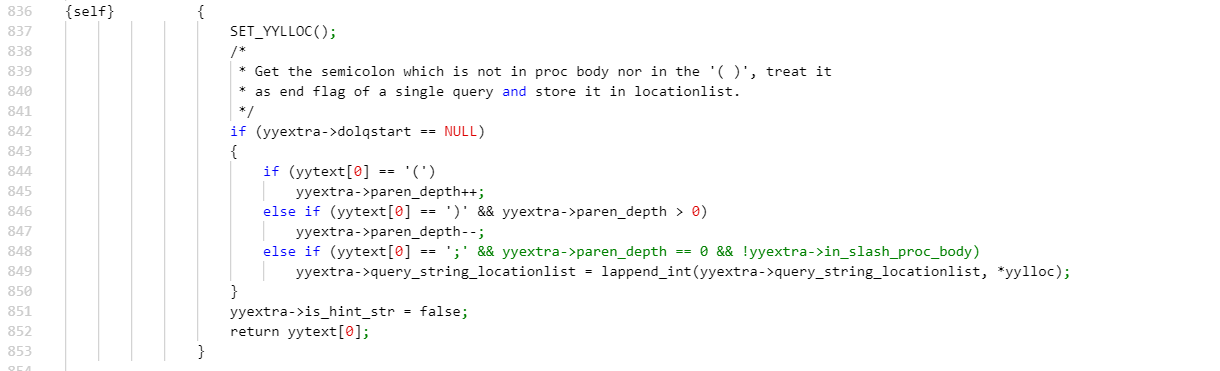 836 {self} {
837 SET_YYLLOC();
838 /*
839 * Get the semicolon which is not in proc body nor in the '( )', treat it
840 * as end flag of a single query and store it in locationlist.
841 */
842 if (yyextra->dolqstart == NULL)
843 {
844 if (yytext[0] == '(')
845 yyextra->paren_depth++;
846 else if (yytext[0] == ')' && yyextra->paren_depth > 0)
847 yyextra->paren_depth--;
848 else if (yytext[0] == ';' && yyextra->paren_depth == 0 && !yyextra->in_slash_proc_body)
849 yyextra->query_string_locationlist = lappend_int(yyextra->query_string_locationlist, *yylloc);
850 }
851 yyextra->is_hint_str = false;
852 return yytext[0];
853 }
854